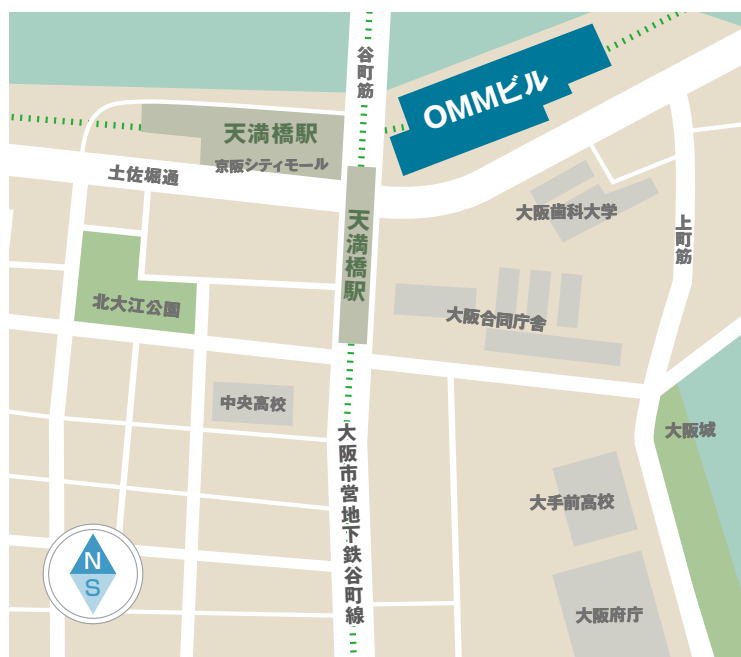 谷町筋
OMMビル
天満橋駅
京阪シティモール
土佐堀通
大阪歯科大学
上町筋
天満橋駅
北大江公園
大阪合同庁舎
中央高校
大阪城
大阪市営地下鉄谷町線
大手前高校
N
S
大阪府庁